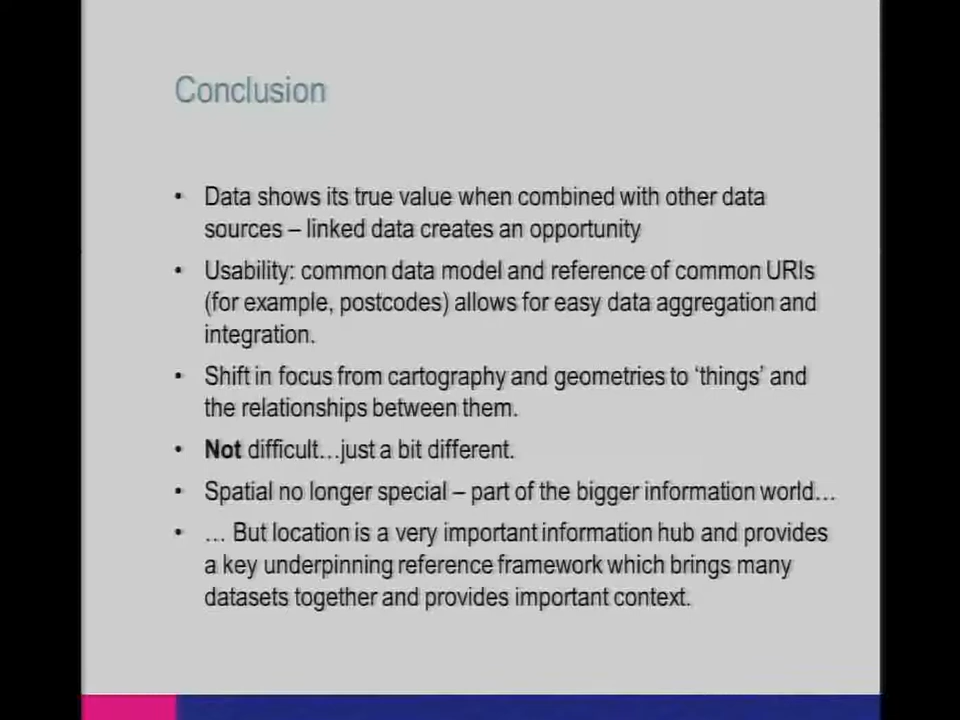 Conclusion
• Data shows its true value when combined with other data
sources – linked data creates an opportunity
• Usability: common data model and reference of common URIs
(for example, postcodes) allows for easy data aggregation and
integration.
• Shift in focus from cartography and geometries to ‘things’ and
the relationships between them.
• Not difficult…just a bit different.
• Spatial no longer special – part of the bigger information world…
• … But location is a very important information hub and provides
a key underpinning reference framework which brings many
datasets together and provides important context.